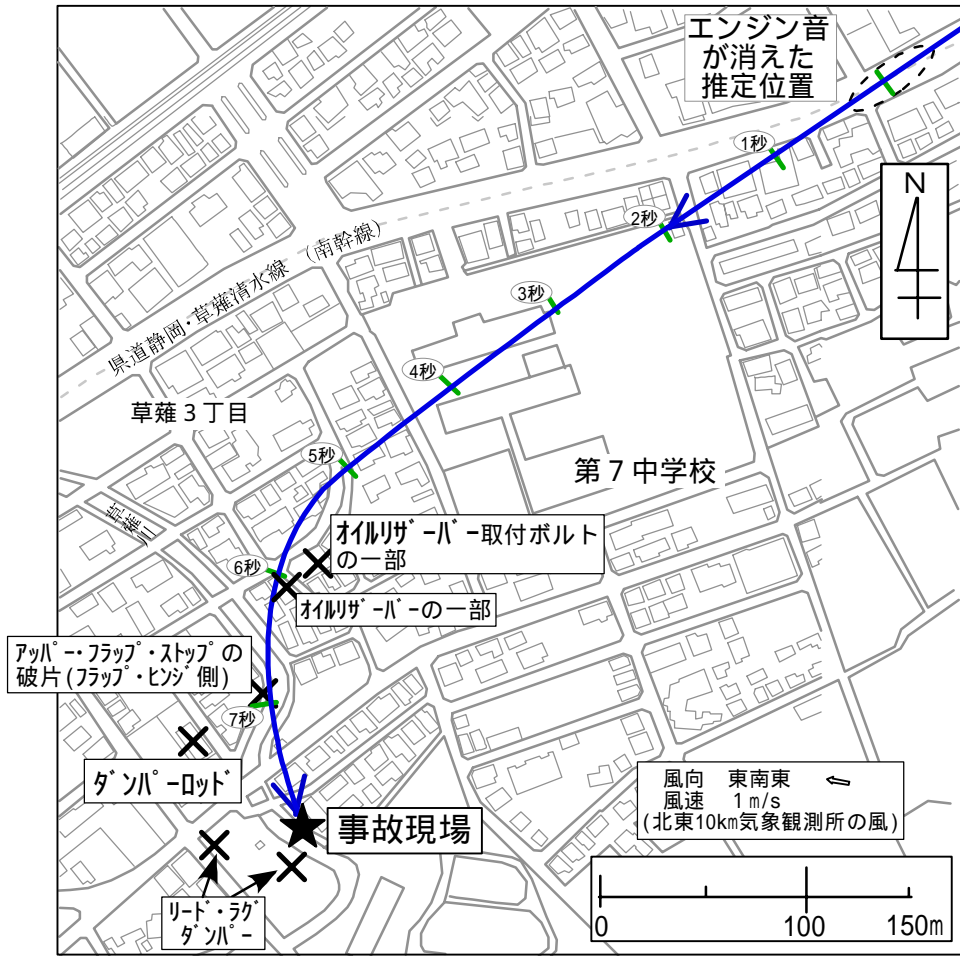 エンジン音
が消えた
推定位置
1秒
N
2秒
県道静岡・草薙清水線 (南幹線)
3秒
4秒
草薙３丁目
5秒
第７中学校
草薙川
オイルリザーバー取付ボルト
の一部
6秒
オイルリザーバーの一部
アッパー・フラップ・ストップの
破片(フラップ・ヒンジ側)
7秒
ダンパーロッド
風向 東南東
風速 1m/s
(北東10km気象観測所の風)
事故現場
リード・ラグ
ダンパー
0 100 150m